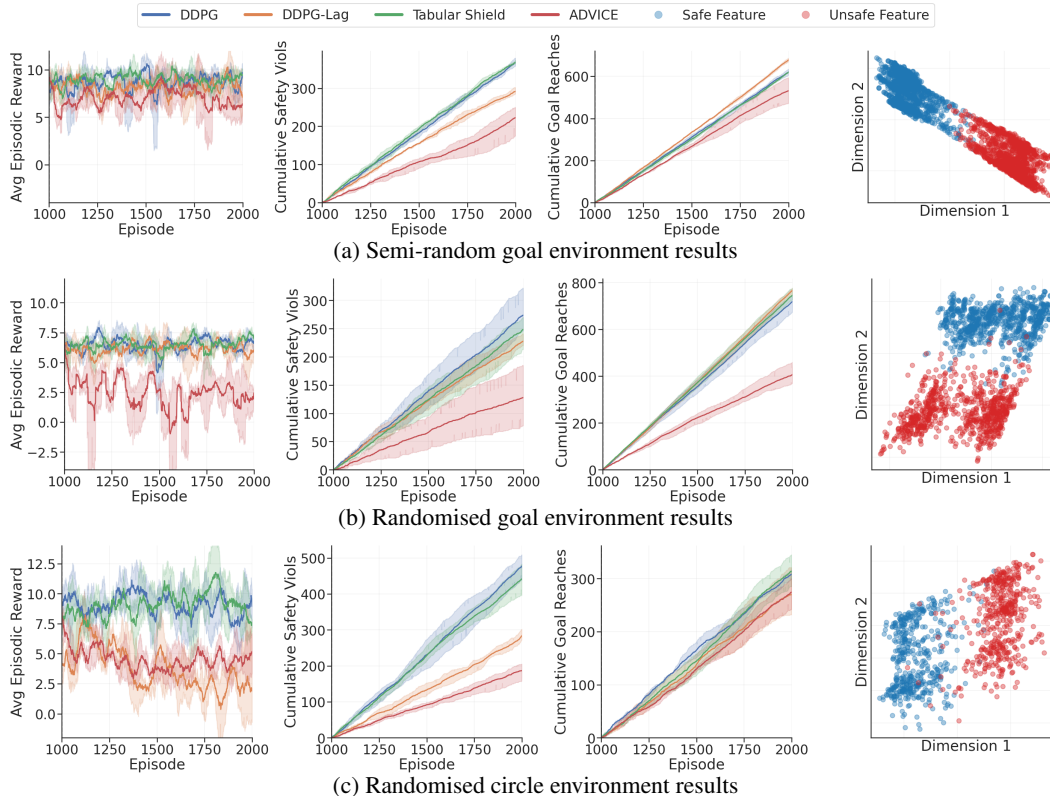 DDPG DDPG-Lag Tabular Shield ADVICE Safe Feature Unsafe Feature
Avg Episodic Reward
10
5
0
1000 1250 1500 1750 2000
Episode
Cumulative Safety Viols
300
200
100
0
1000 1250 1500 1750 2000
Episode
Cumulative Goal Reaches
600
400
200
0
1000 1250 1500 1750 2000
Episode
Dimension 2
Dimension 1
(a) Semi-random goal environment results
Avg Episodic Reward
10.0
7.5
5.0
2.5
0.0
−2.5
1000 1250 1500 1750 2000
Episode
Cumulative Safety Viols
300
250
200
150
100
50
0
1000 1250 1500 1750 2000
Episode
Cumulative Goal Reaches
800
600
400
200
0
1000 1250 1500 1750 2000
Episode
Dimension 2
Dimension 1
(b) Randomised goal environment results
Avg Episodic Reward
12.5
10.0
7.5
5.0
2.5
0.0
1000 1250 1500 1750 2000
Episode
Cumulative Safety Viols
500
400
300
200
100
0
1000 1250 1500 1750 2000
Episode
Cumulative Goal Reaches
300
200
100
0
1000 1250 1500 1750 2000
Episode
Dimension 2
Dimension 1
(c) Randomised circle environment results